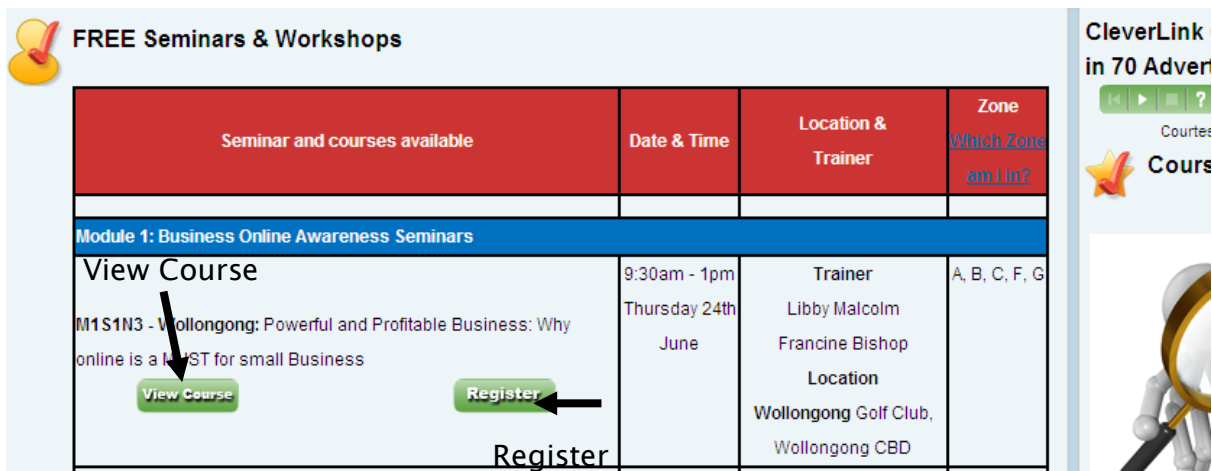 FREE Seminars & Workshops
Seminar and courses available
Date & Time
Location &
Trainer
Zone
Which Zone
am i in?
Module 1: Business Online Awareness Seminars
View Course
M1S1N3 - Wollongong: Powerful and Profitable Business: Why
online is a MUST for small Business
View Course
Register
Register
9:30am - 1pm
Thursday 24th
June
Trainer
Libby Malcolm
Francine Bishop
Location
Wollongong Golf Club,
Wollongong CBD
A, B, C, F, G
CleverLink
in 70 Advert
?
Courtes
Cours